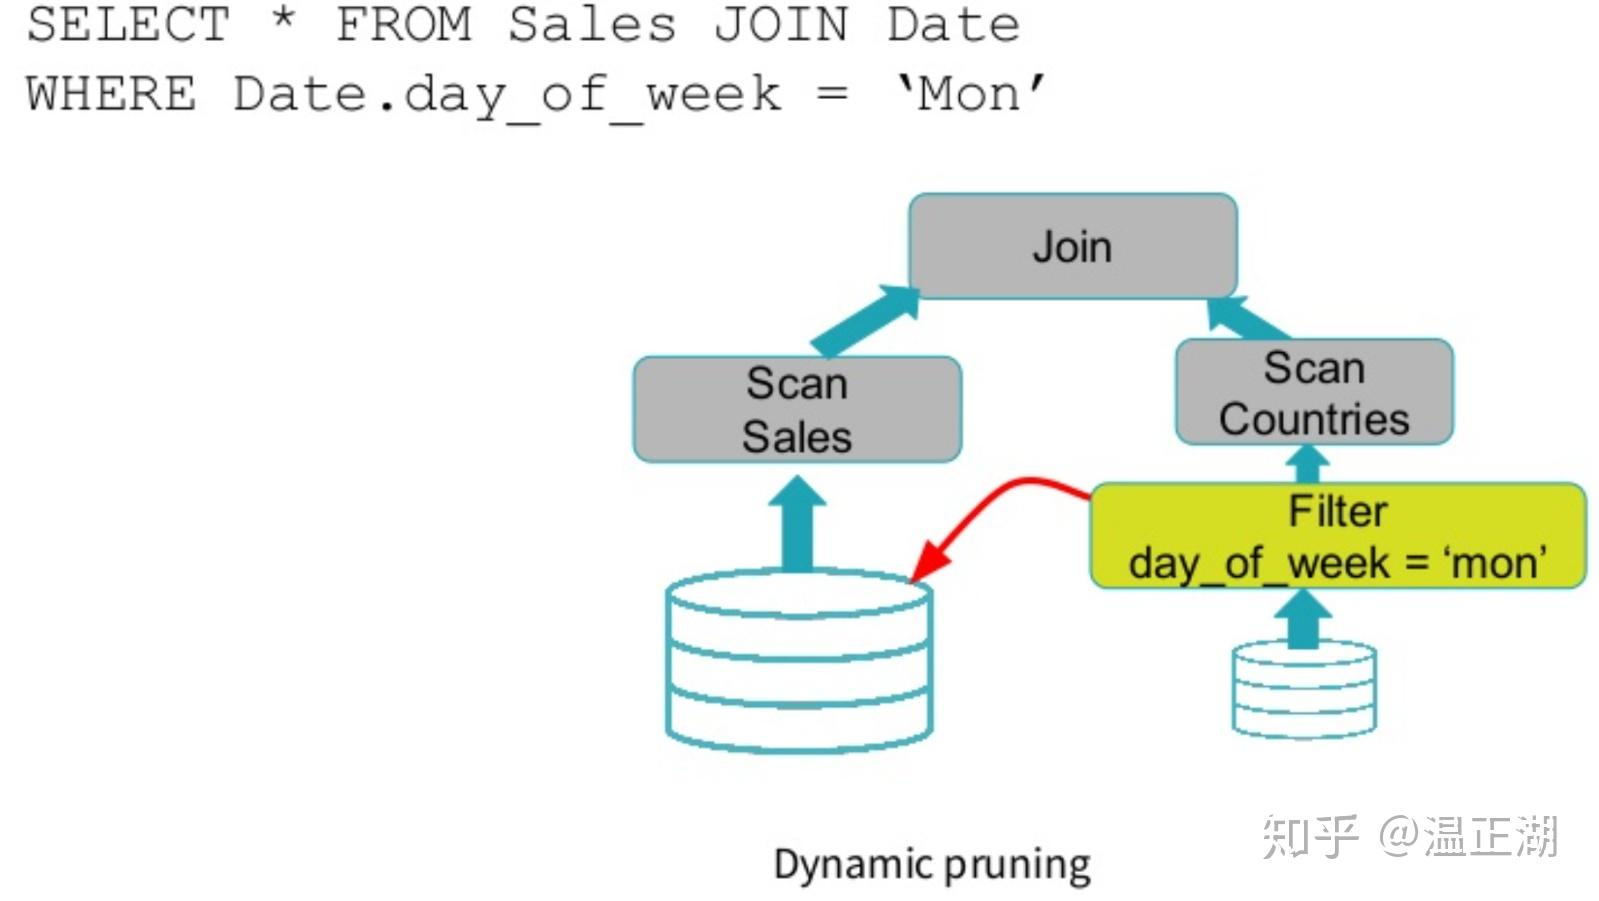 SELECT * FROM Sales JOIN Date
WHERE Date.day_of_week = ‘Mon’
Join
Scan
Sales
Scan
Countries
Filter
day_of_week = ‘mon’
知乎 @温正湖
Dynamic pruning